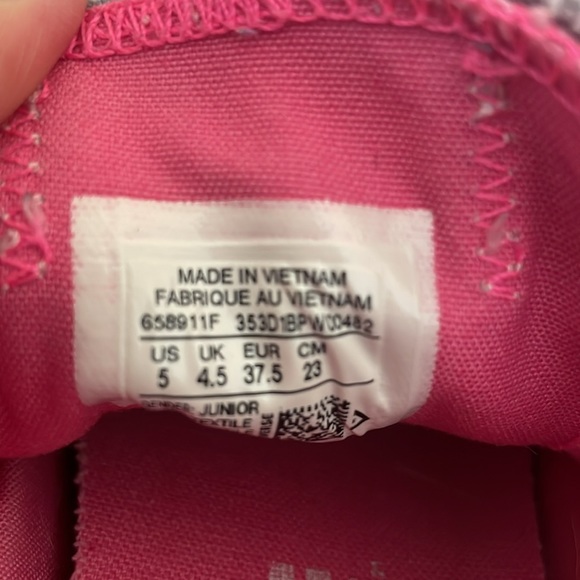 MADE IN VIETNAM
FABRIQUE AU VIETNAM
658911F 353D1BPW00482
US UK EUR CM
5 4.5 37.5 23
GENDER: JUNIOR
TEXTILE